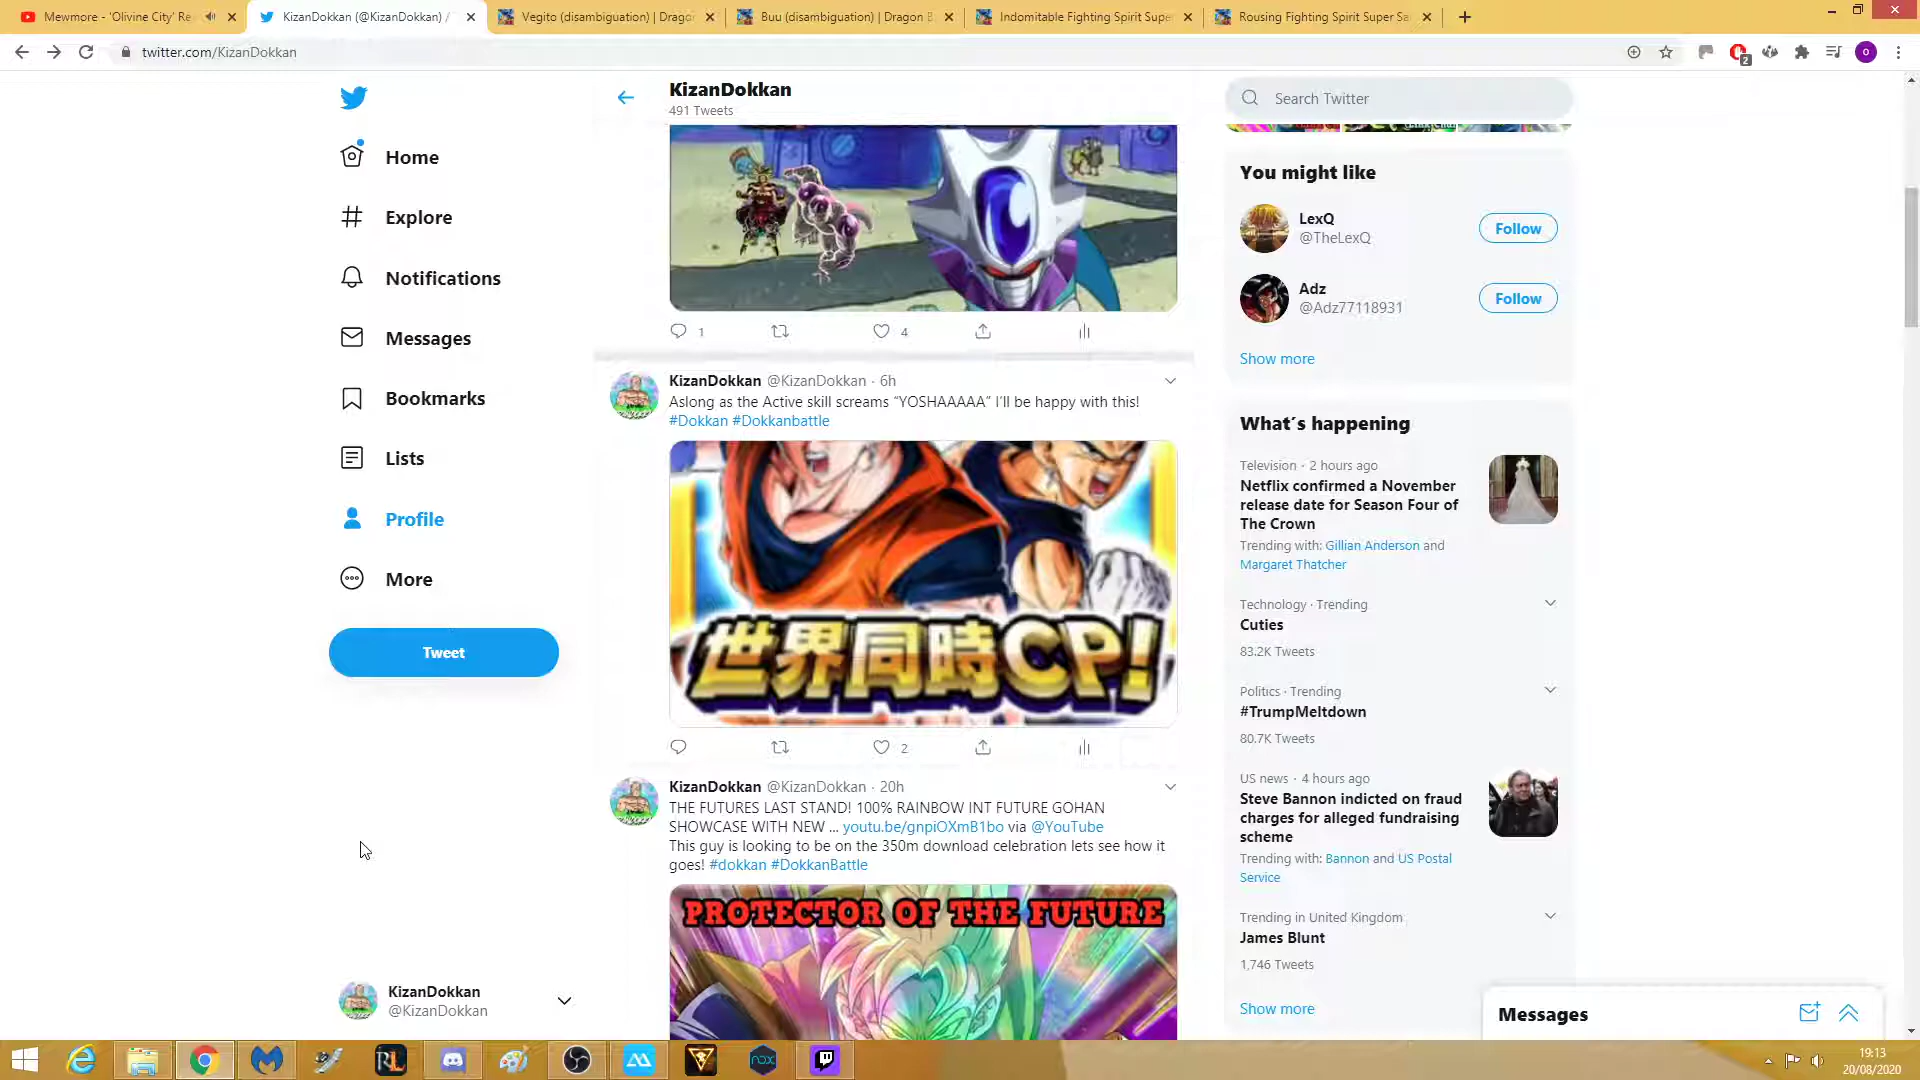 Mewmore - 'Olivine City' Re
KizanDokkan (@KizanDokkan) /
Vegito (disambiguation) | Drago
Buu (disambiguation) | Dragon B
Indomitable Fighting Spirit Supe
Rousing Fighting Spirit Super Sa
twitter.com/KizanDokkan
2
Home
Explore
Notifications
Messages
Bookmarks
Lists
Profile
More
Tweet
KizanDokkan
@KizanDokkan
KizanDokkan
491 Tweets
1
4
KizanDokkan @KizanDokkan · 6h
Aslong as the Active skill screams “YOSHAAAAA” I’ll be happy with this!
#Dokkan #Dokkanbattle
世界同時CP!
2
KizanDokkan @KizanDokkan · 20h
THE FUTURES LAST STAND! 100% RAINBOW INT FUTURE GOHAN
SHOWCASE WITH NEW ... youtu.be/gnpiOXmB1bo via @YouTube
This guy is looking to be on the 350m download celebration lets see how it
goes! #dokkan #DokkanBattle
PROTECTOR OF THE FUTURE
Search Twitter
You might like
LexQ
@TheLexQ
Follow
Adz
@Adz77118931
Follow
Show more
What´s happening
Television · 2 hours ago
Netflix confirmed a November
release date for Season Four of
The Crown
Trending with: Gillian Anderson and
Margaret Thatcher
Technology · Trending
Cuties
83.2K Tweets
Politics · Trending
#TrumpMeltdown
80.7K Tweets
US news · 4 hours ago
Steve Bannon indicted on fraud
charges for alleged fundraising
scheme
Trending with: Bannon and US Postal
Service
Trending in United Kingdom
James Blunt
1,746 Tweets
Show more
Messages
RL
nox
19:13
20/08/2020